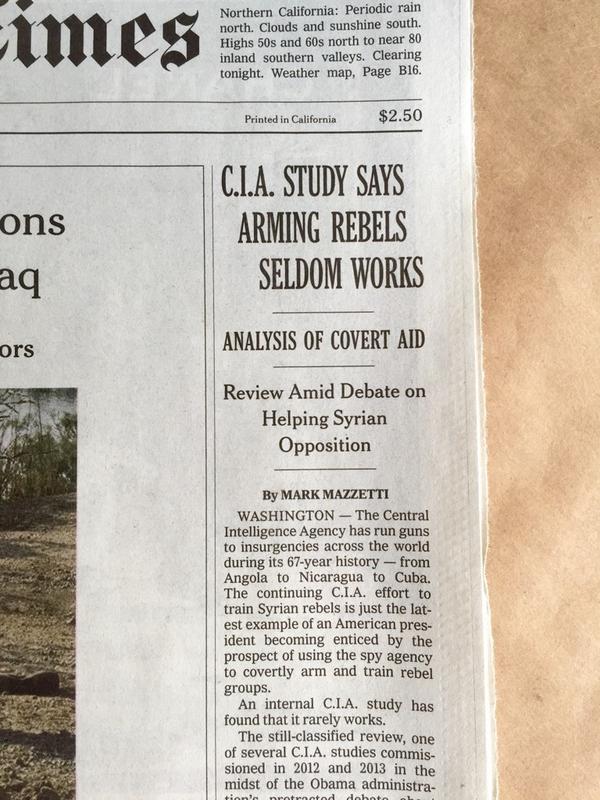 Times
Northern California: Periodic rain
north. Clouds and sunshine south.
Highs 50s and 60s north to near 80
inland southern valleys. Clearing
tonight. Weather map, Page B16.
Printed in California
$2.50
ons
aq
ors
C.I.A. STUDY SAYS
ARMING REBELS
SELDOM WORKS
ANALYSIS OF COVERT AID
Review Amid Debate on
Helping Syrian
Opposition
By MARK MAZZETTI
WASHINGTON — The Central
Intelligence Agency has run guns
to insurgencies across the world
during its 67-year history — from
Angola to Nicaragua to Cuba.
The continuing C.I.A. effort to
train Syrian rebels is just the lat-
est example of an American pres-
ident becoming enticed by the
prospect of using the spy agency
to covertly arm and train rebel
groups.
An internal C.I.A. study has
found that it rarely works.
The still-classified review, one
of several C.I.A. studies commis-
sioned in 2012 and 2013 in the
midst of the Obama administra-
tion's protracted debate